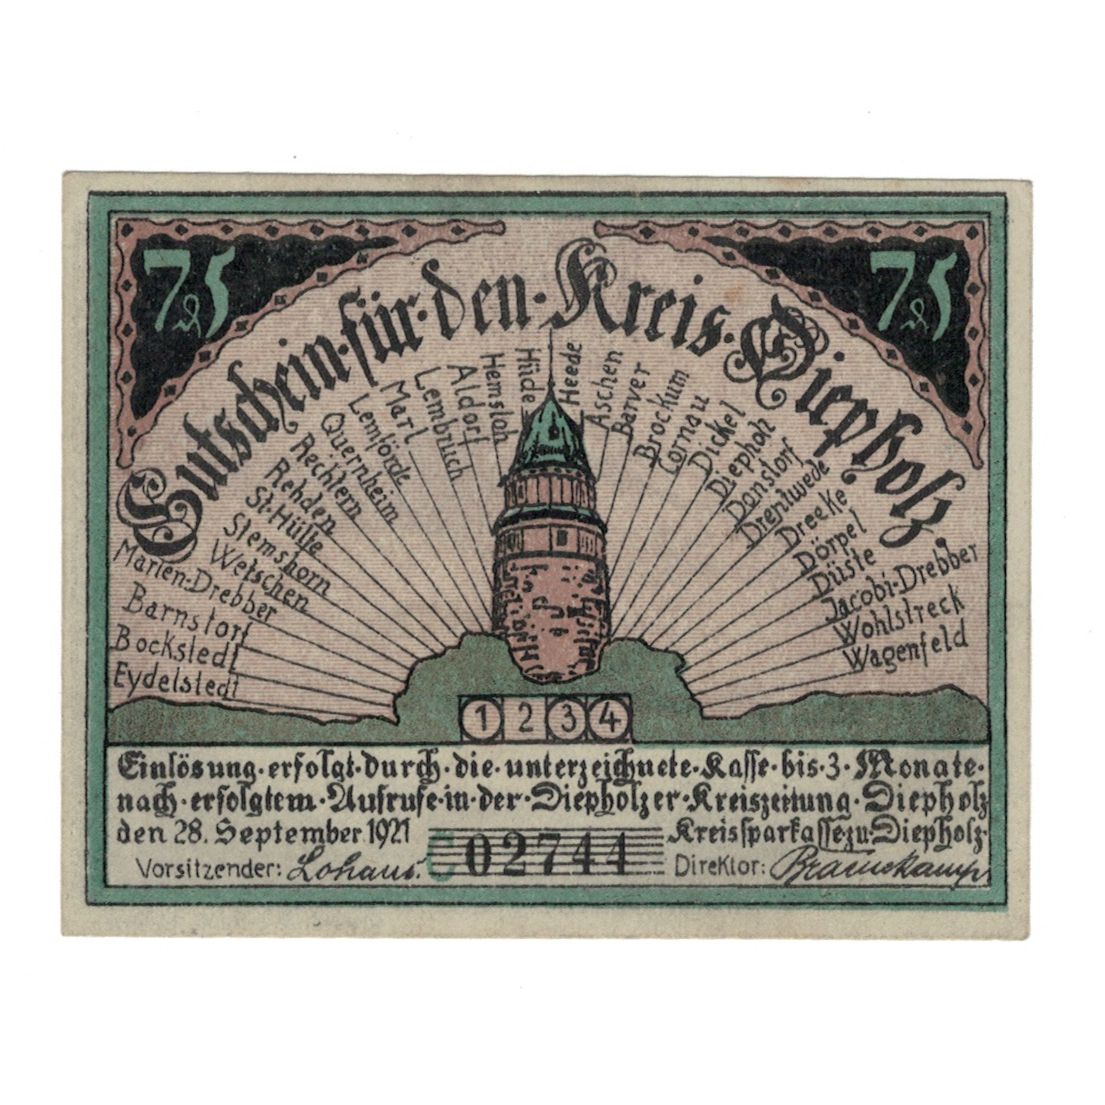 75 ₰
75 ₰
Gutschein·für·den·Kreis·Diepholz
Eydelstedt
Bockstedt
Barnstorf
Marien-Drebber
Wetschen
Stemshorn
St·Hülfe
Rehden
Rechtern
Quernheim
Lemförde
Marl
Lembruch
Aldorf
Hemsloh
Hüde
Heede
Aschen
Barver
Brockum
Cornau
Dickel
Diepholz
Donstorf
Drentwede
Dreeke
Dörpel
Düste
Jacobi-Drebber
Wohlstreck
Wagenfeld
1 2 3 4
Einlösung·erfolgt·durch·die·unterzeichnete·Kasse·bis·3·Monate·
nach·erfolgtem·Aufrufe·in·der·Diepholzer·Kreiszeitung·Diepholz
den 28. September 1921 Kreissparkasse zu·Diepholz·
Vorsitzender: Lohaus. C 02744 Direktor: Bramskamp